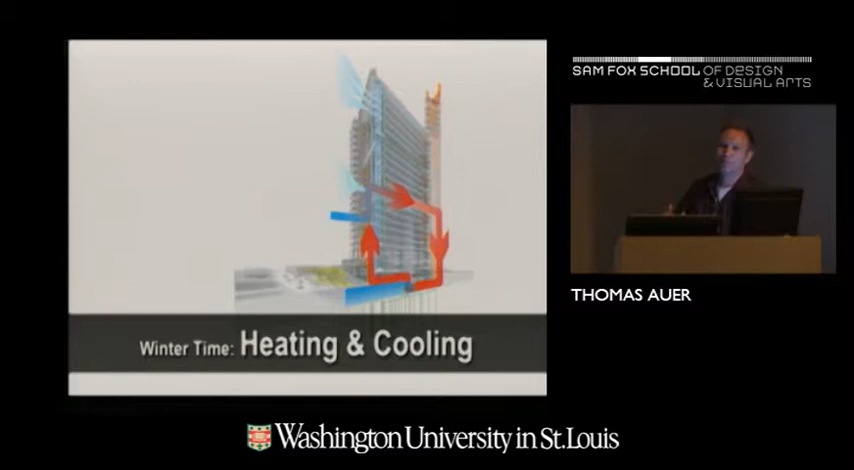 SAM FOX SCHOOL OF DESIGN
& VISUAL ARTS
THOMAS AUER
Winter Time: Heating & Cooling
Washington University in St. Louis